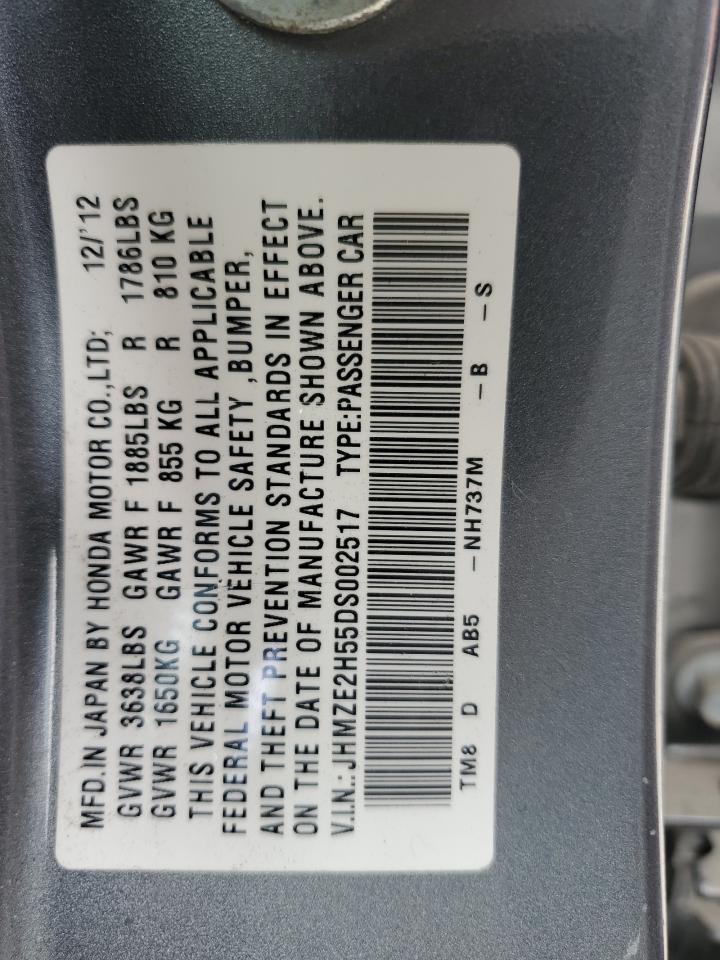 MFD.IN JAPAN BY HONDA MOTOR CO.,LTD; 12/'12
GVWR 3638LBS GAWR F 1885LBS R 1786LBS
GVWR 1650KG GAWR F 855 KG R 810 KG
THIS VEHICLE CONFORMS TO ALL APPLICABLE
FEDERAL MOTOR VEHICLE SAFETY ,BUMPER,
AND THEFT PREVENTION STANDARDS IN EFFECT
ON THE DATE OF MANUFACTURE SHOWN ABOVE.
V.I.N.:JHMZE2H55DS002517 TYPE:PASSENGER CAR
TM8 D AB5 -NH737M -B -S